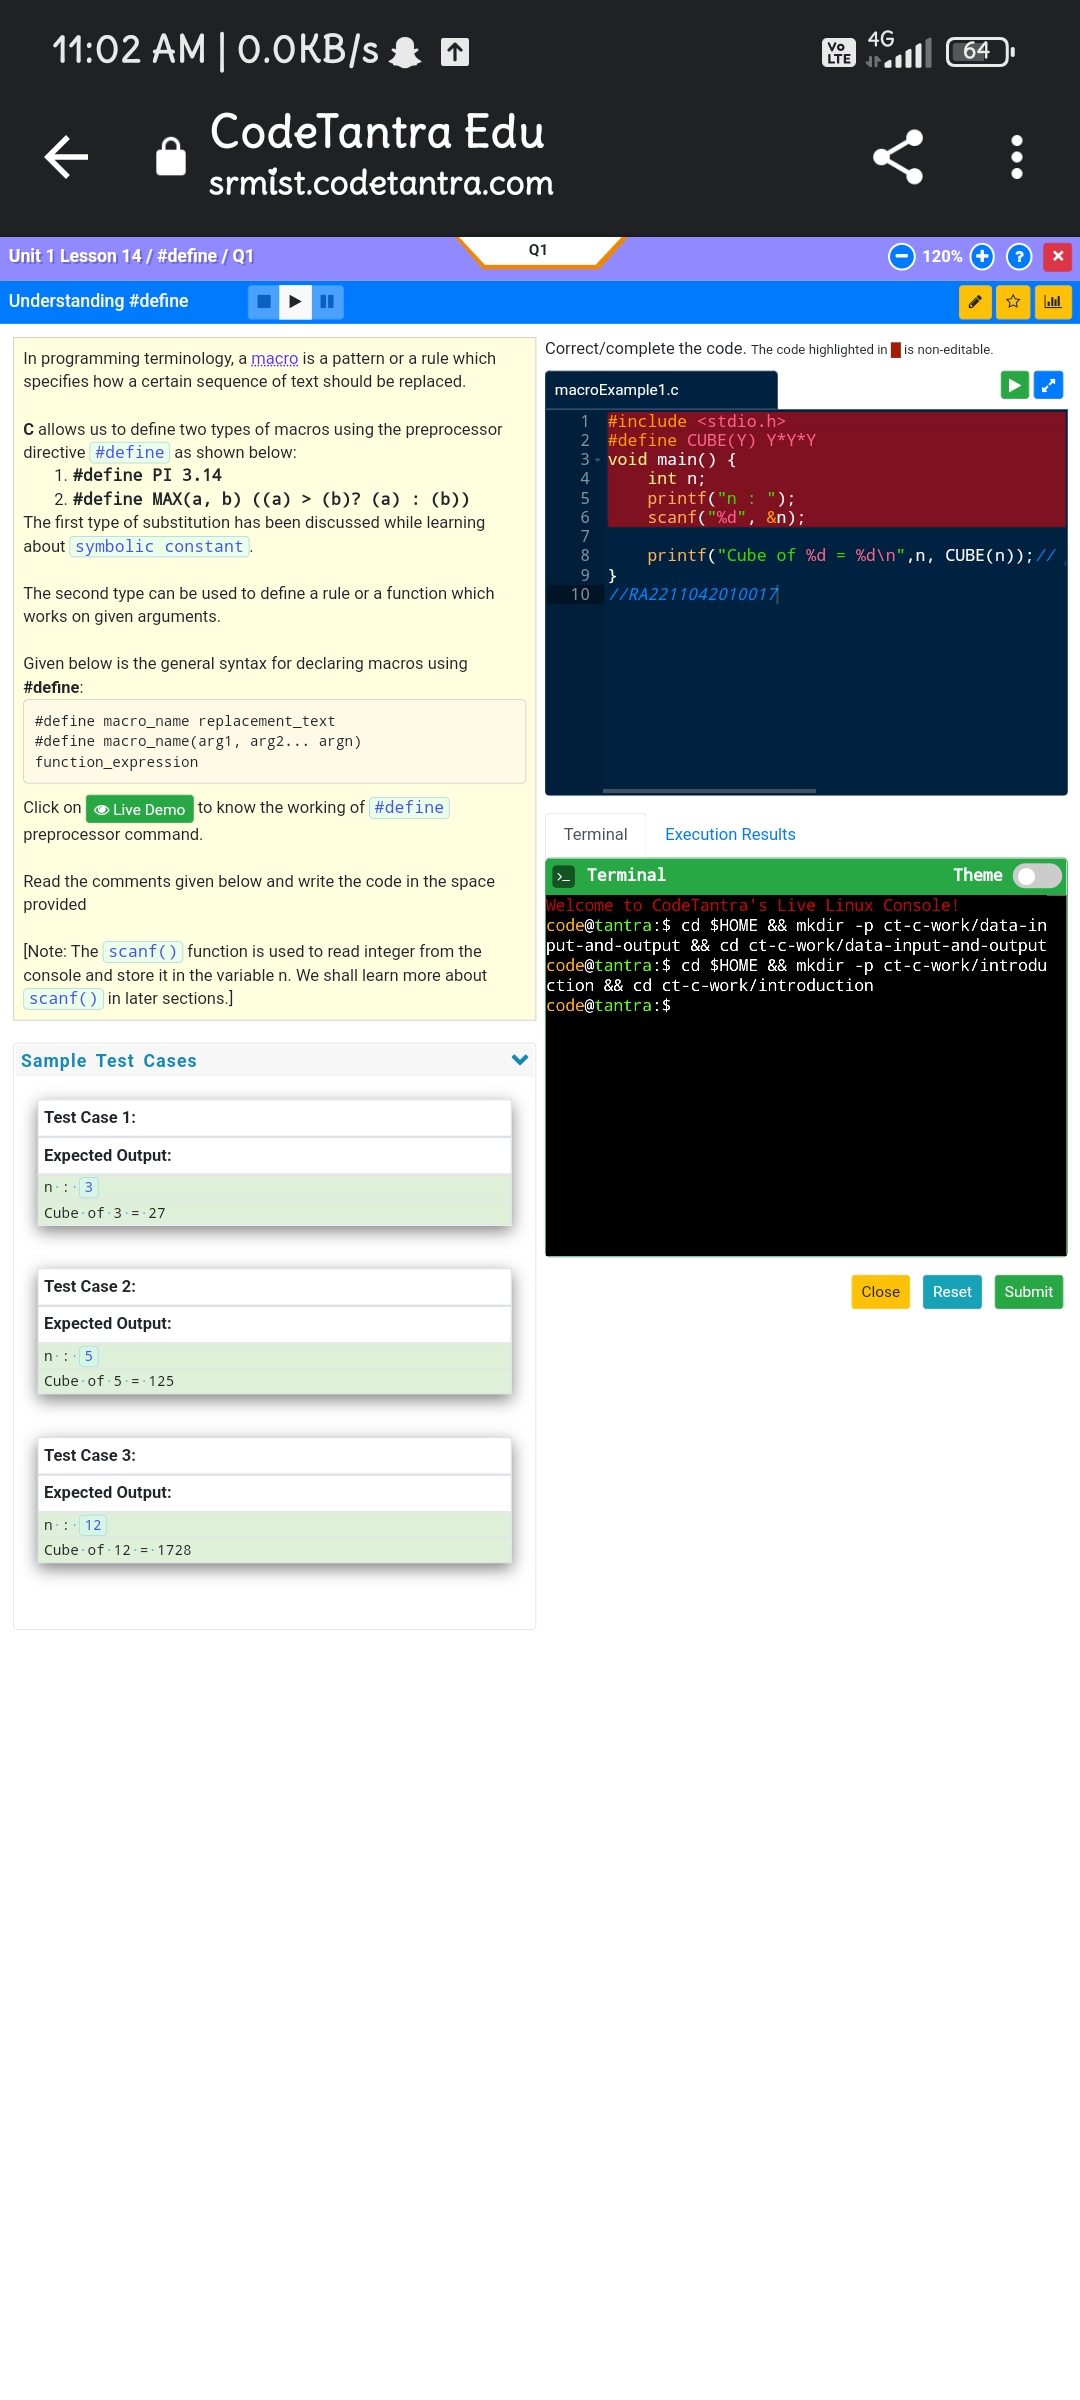 11:02 AM | 0.0KB/s
Vo LTE 4G 64
CodeTantra Edu
srmist.codetantra.com
Unit 1 Lesson 14 / #define / Q1
Q1
120%
?
Understanding #define
In programming terminology, a macro is a pattern or a rule which
specifies how a certain sequence of text should be replaced.
C allows us to define two types of macros using the preprocessor
directive #define as shown below:
1. #define PI 3.14
2. #define MAX(a, b) ((a) > (b)? (a) : (b))
The first type of substitution has been discussed while learning
about symbolic constant.
The second type can be used to define a rule or a function which
works on given arguments.
Given below is the general syntax for declaring macros using
#define:
#define macro_name replacement_text
#define macro_name(arg1, arg2... argn)
function_expression
Click on Live Demo to know the working of #define
preprocessor command.
Read the comments given below and write the code in the space
provided
[Note: The scanf() function is used to read integer from the
console and store it in the variable n. We shall learn more about
scanf() in later sections.]
Sample Test Cases
Test Case 1:
Expected Output:
n·:·3
Cube·of·3·=·27
Test Case 2:
Expected Output:
n·:·5
Cube·of·5·=·125
Test Case 3:
Expected Output:
n·:·12
Cube·of·12·=·1728
Correct/complete the code. The code highlighted in is non-editable.
macroExample1.c
1 #include <stdio.h>
2 #define CUBE(Y) Y*Y*Y
3 void main() {
4 int n;
5 printf("n : ");
6 scanf("%d", &n);
7
8 printf("Cube of %d = %d\n",n, CUBE(n));//
9 }
10 //RA2211042010017
Terminal
Execution Results
>_ Terminal
Theme
Welcome to CodeTantra's Live Linux Console!
code@tantra:$ cd $HOME && mkdir -p ct-c-work/data-in
put-and-output && cd ct-c-work/data-input-and-output
code@tantra:$ cd $HOME && mkdir -p ct-c-work/introdu
ction && cd ct-c-work/introduction
code@tantra:$
Close
Reset
Submit